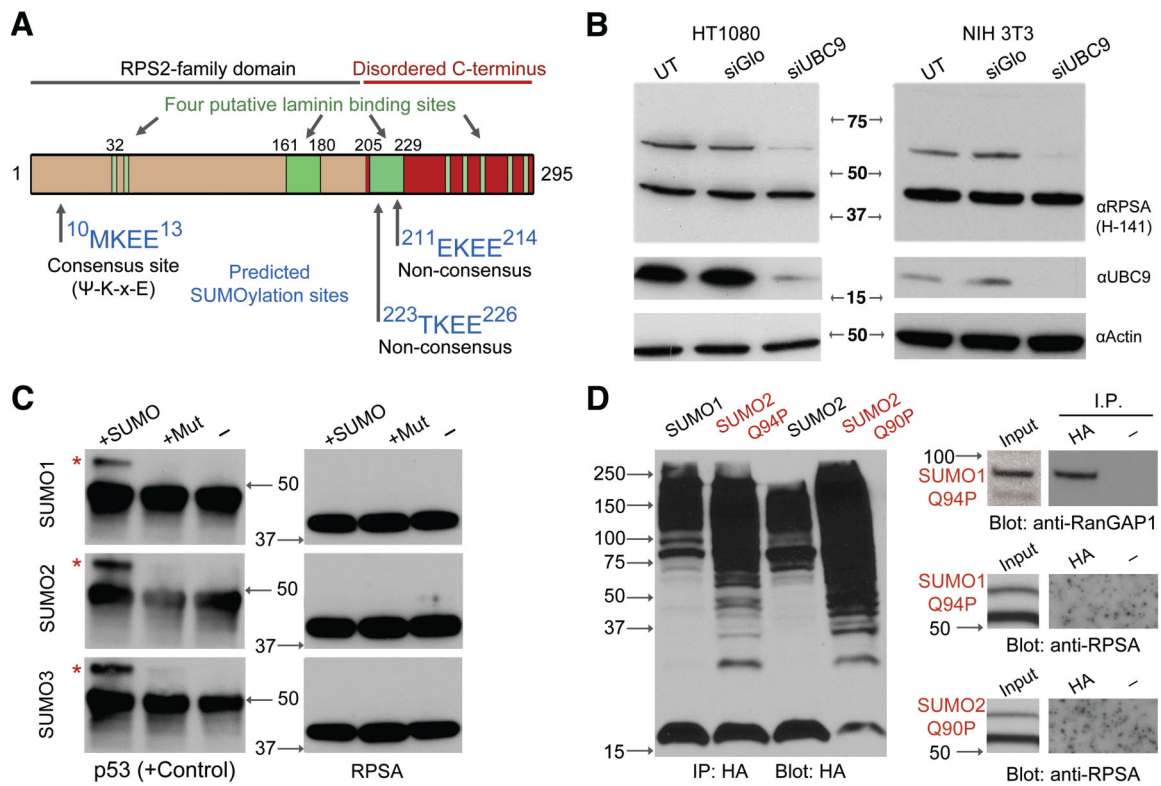 A
RPS2-family domain
Disordered C-terminus
Four putative laminin binding sites
32
161
180
205
229
1
295
10MKEE13
Consensus site
(Ψ-K-x-E)
Predicted
SUMOylation sites
211EKEE214
Non-consensus
223TKEE226
Non-consensus
B
HT1080
NIH 3T3
UT
siGlo
siUBC9
UT
siGlo
siUBC9
75
50
37
αRPSA
(H-141)
αUBC9
15
50
αActin
C
+SUMO
+Mut
–
+SUMO
+Mut
–
SUMO1
*
50
37
SUMO2
*
50
37
SUMO3
*
50
37
p53 (+Control)
RPSA
D
SUMO1
SUMO2
Q94P
SUMO2
SUMO2
Q90P
250
150
100
75
50
37
15
IP: HA
Blot: HA
I.P.
Input
HA
–
100
SUMO1
Q94P
Blot: anti-RanGAP1
Input
HA
–
SUMO1
Q94P
50
Blot: anti-RPSA
Input
HA
–
SUMO2
Q90P
50
Blot: anti-RPSA